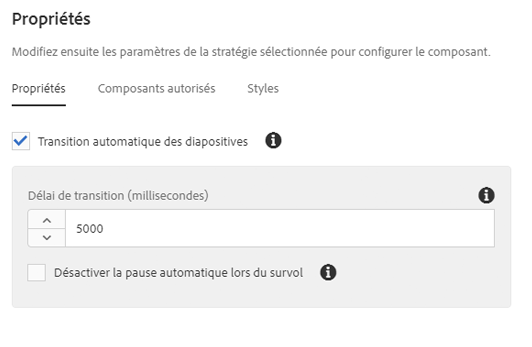 Propriétés
Modifiez ensuite les paramètres de la stratégie sélectionnée pour configurer le composant.
Propriétés Composants autorisés Styles
Transition automatique des diapositives
Délai de transition (millisecondes)
5000
Désactiver la pause automatique lors du survol